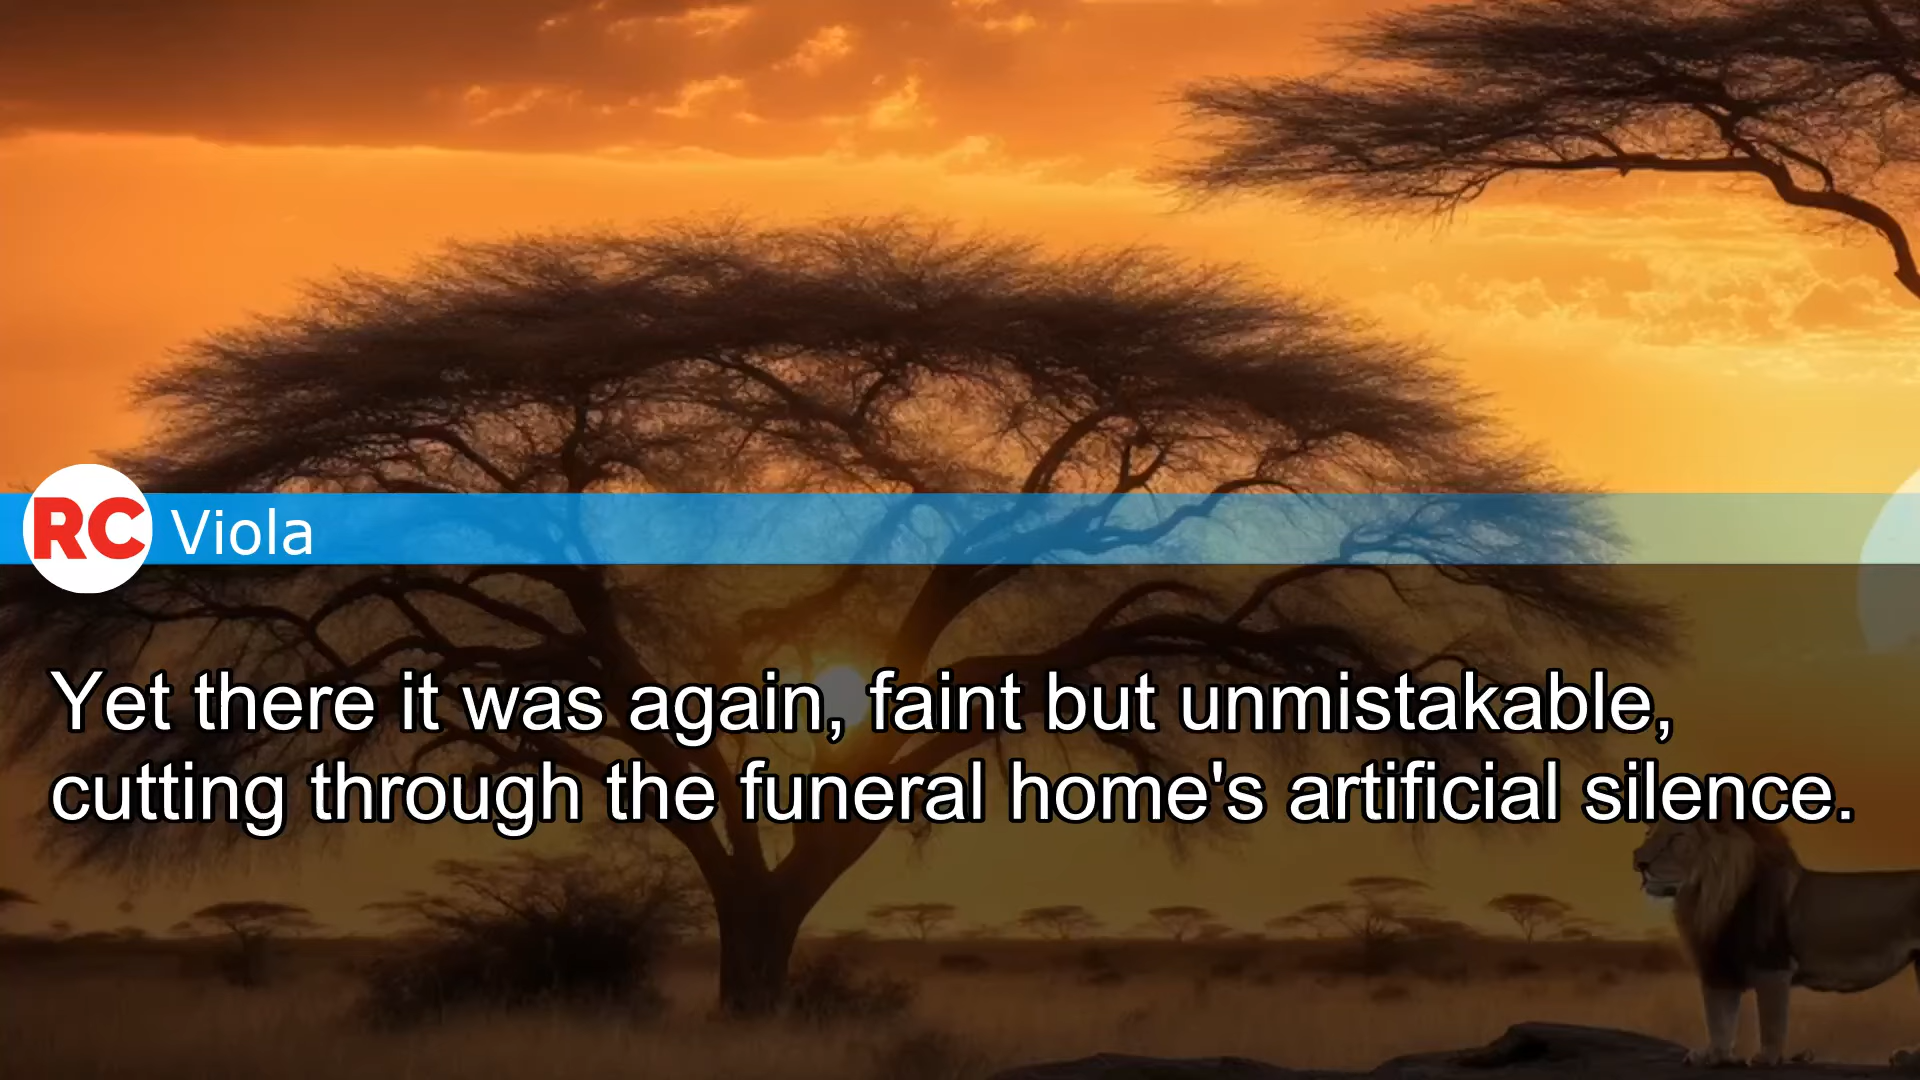 RC Viola
Yet there it was again, faint but unmistakable,
cutting through the funeral home's artificial silence.